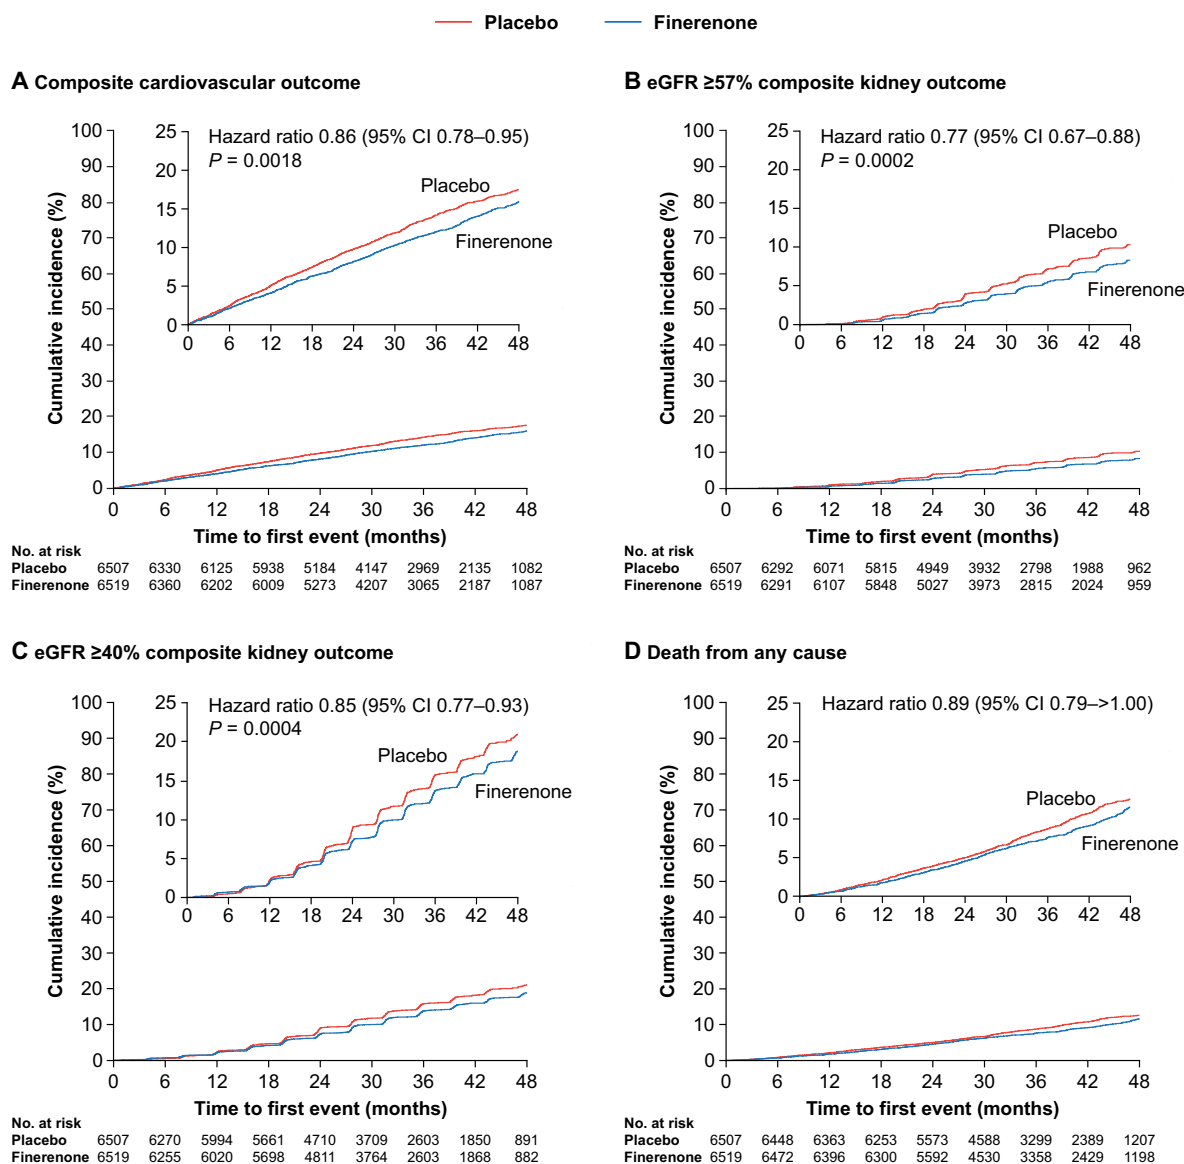 Placebo Finerenone
A Composite cardiovascular outcome
Cumulative incidence (%)
100
90
80
70
60
50
40
30
20
10
0
25
20
15
10
5
0
Hazard ratio 0.86 (95% CI 0.78–0.95)
P = 0.0018
Placebo
Finerenone
0 6 12 18 24 30 36 42 48
0 6 12 18 24 30 36 42 48
Time to first event (months)
No. at risk
Placebo 6507 6330 6125 5938 5184 4147 2969 2135 1082
Finerenone 6519 6360 6202 6009 5273 4207 3065 2187 1087
B eGFR ≥57% composite kidney outcome
Cumulative incidence (%)
100
90
80
70
60
50
40
30
20
10
0
25
20
15
10
5
0
Hazard ratio 0.77 (95% CI 0.67–0.88)
P = 0.0002
Placebo
Finerenone
0 6 12 18 24 30 36 42 48
0 6 12 18 24 30 36 42 48
Time to first event (months)
No. at risk
Placebo 6507 6292 6071 5815 4949 3932 2798 1988 962
Finerenone 6519 6291 6107 5848 5027 3973 2815 2024 959
C eGFR ≥40% composite kidney outcome
Cumulative incidence (%)
100
90
80
70
60
50
40
30
20
10
0
25
20
15
10
5
0
Hazard ratio 0.85 (95% CI 0.77–0.93)
P = 0.0004
Placebo
Finerenone
0 6 12 18 24 30 36 42 48
0 6 12 18 24 30 36 42 48
Time to first event (months)
No. at risk
Placebo 6507 6270 5994 5661 4710 3709 2603 1850 891
Finerenone 6519 6255 6020 5698 4811 3764 2603 1868 882
D Death from any cause
Cumulative incidence (%)
100
90
80
70
60
50
40
30
20
10
0
25
20
15
10
5
0
Hazard ratio 0.89 (95% CI 0.79–>1.00)
Placebo
Finerenone
0 6 12 18 24 30 36 42 48
0 6 12 18 24 30 36 42 48
Time to first event (months)
No. at risk
Placebo 6507 6448 6363 6253 5573 4588 3299 2389 1207
Finerenone 6519 6472 6396 6300 5592 4530 3358 2429 1198